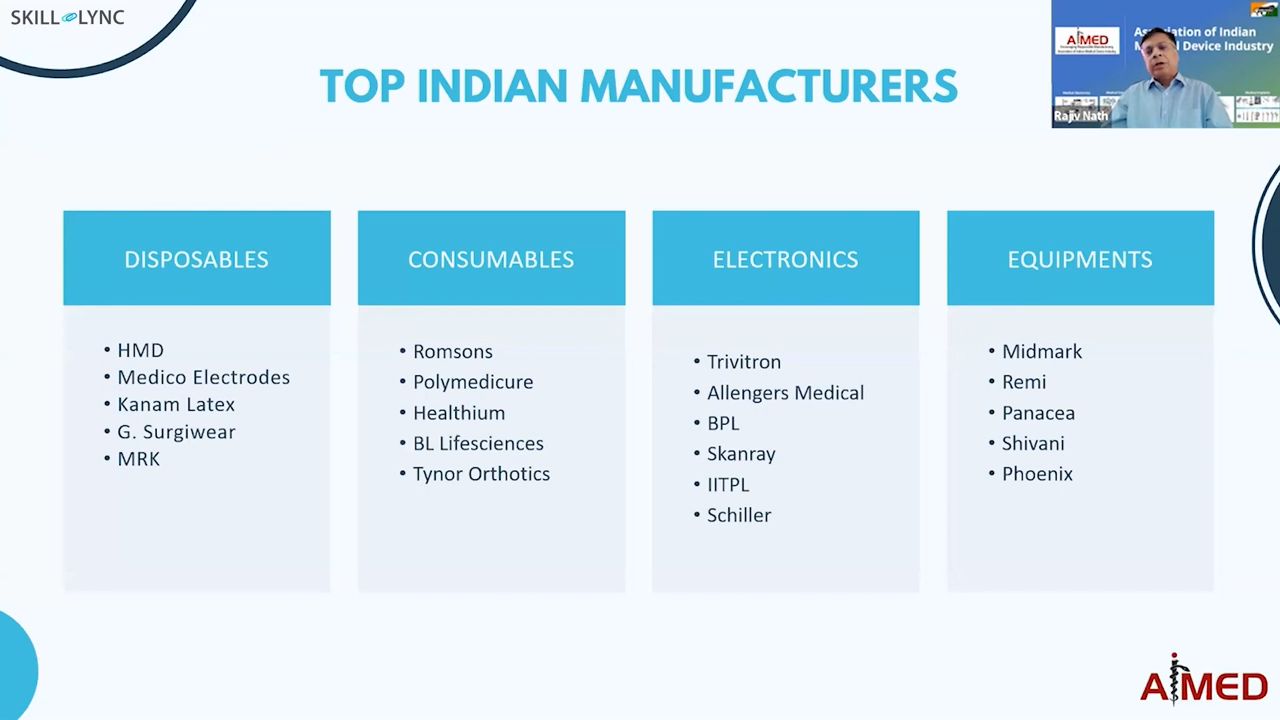 SKILL LYNC
AiMED
Association of Indian
Medical Device Industry
Rajiv Nath
TOP INDIAN MANUFACTURERS
DISPOSABLES
• HMD
• Medico Electrodes
• Kanam Latex
• G. Surgiwear
• MRK
CONSUMABLES
• Romsons
• Polymedicure
• Healthium
• BL Lifesciences
• Tynor Orthotics
ELECTRONICS
• Trivitron
• Allengers Medical
• BPL
• Skanray
• IITPL
• Schiller
EQUIPMENTS
• Midmark
• Remi
• Panacea
• Shivani
• Phoenix
AiMED